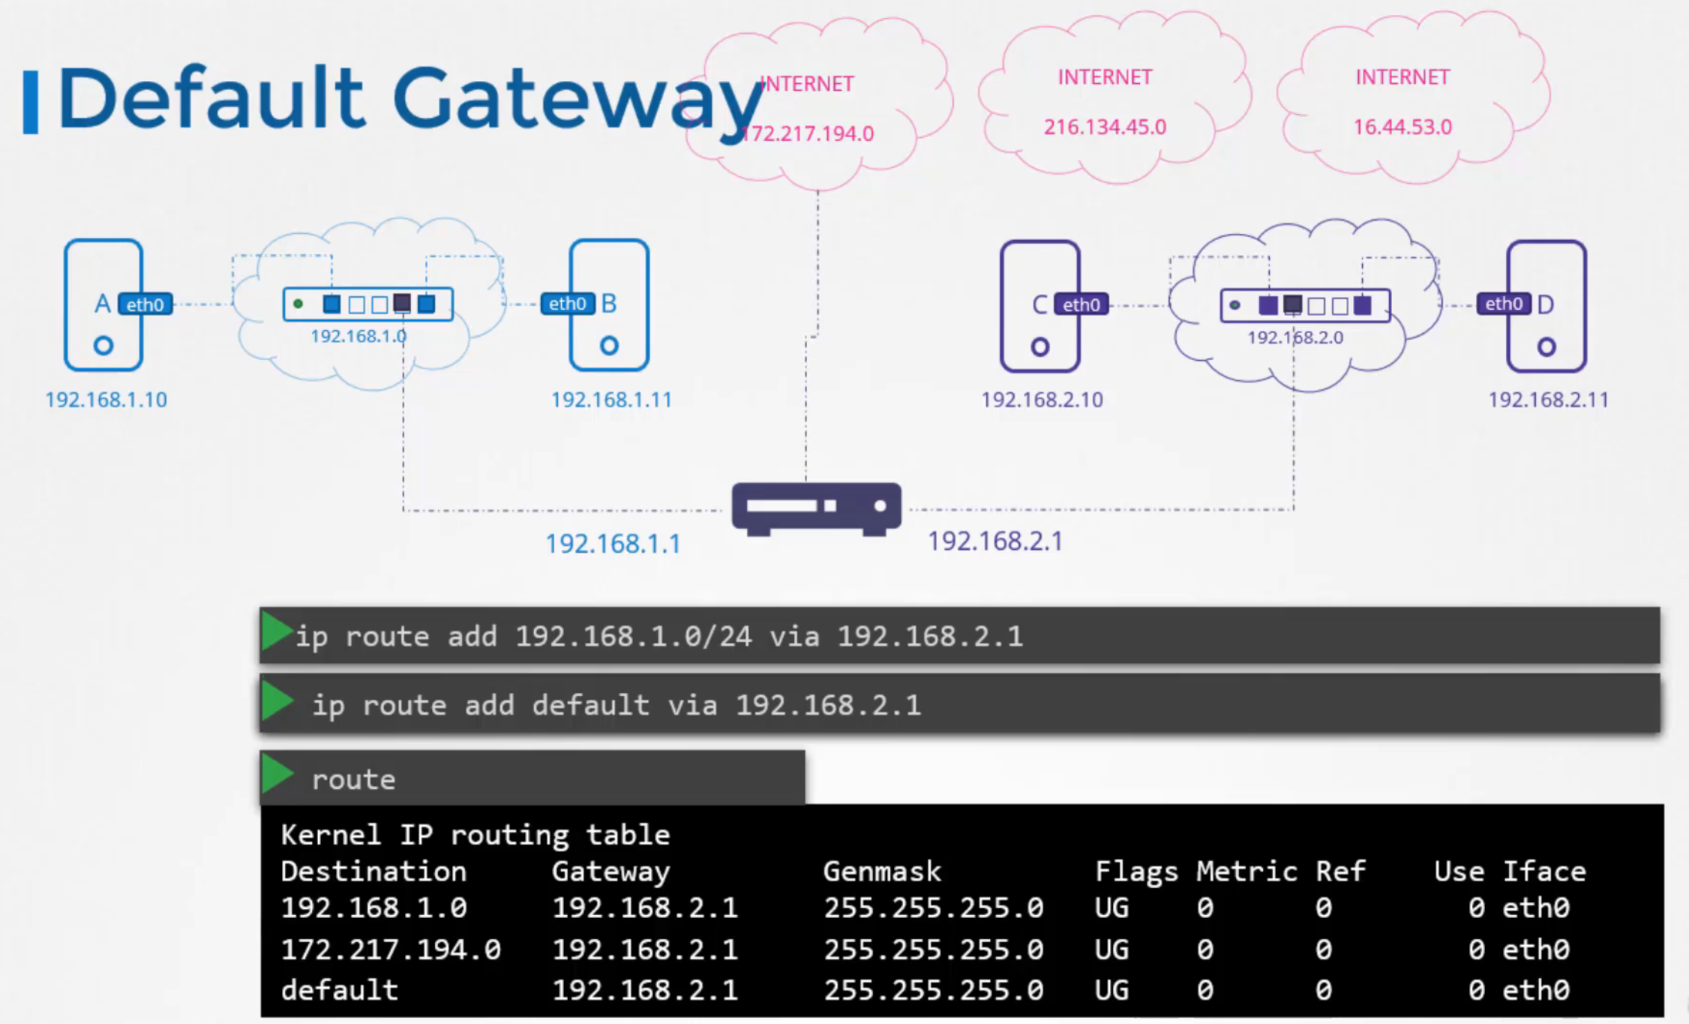 Default Gateway
INTERNET
172.217.194.0
INTERNET
216.134.45.0
INTERNET
16.44.53.0
A eth0
192.168.1.0
eth0 B
C eth0
192.168.2.0
eth0 D
192.168.1.10
192.168.1.11
192.168.2.10
192.168.2.11
192.168.1.1
192.168.2.1
ip route add 192.168.1.0/24 via 192.168.2.1
ip route add default via 192.168.2.1
route
Kernel IP routing table
Destination Gateway Genmask Flags Metric Ref Use Iface
192.168.1.0 192.168.2.1 255.255.255.0 UG 0 0 0 eth0
172.217.194.0 192.168.2.1 255.255.255.0 UG 0 0 0 eth0
default 192.168.2.1 255.255.255.0 UG 0 0 0 eth0